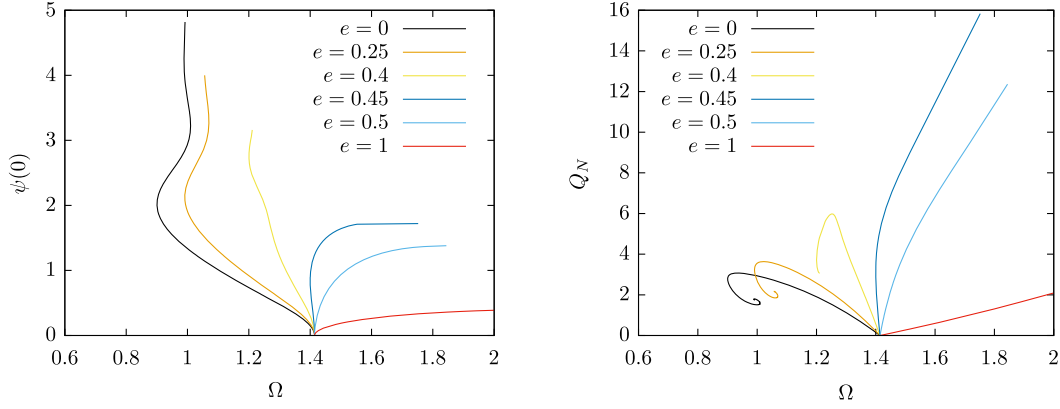 5
4
3
2
1
0
0.6 0.8 1 1.2 1.4 1.6 1.8 2
ψ(0)
Ω
e = 0
e = 0.25
e = 0.4
e = 0.45
e = 0.5
e = 1
16
14
12
10
8
6
4
2
0
0.6 0.8 1 1.2 1.4 1.6 1.8 2
Q_N
Ω
e = 0
e = 0.25
e = 0.4
e = 0.45
e = 0.5
e = 1